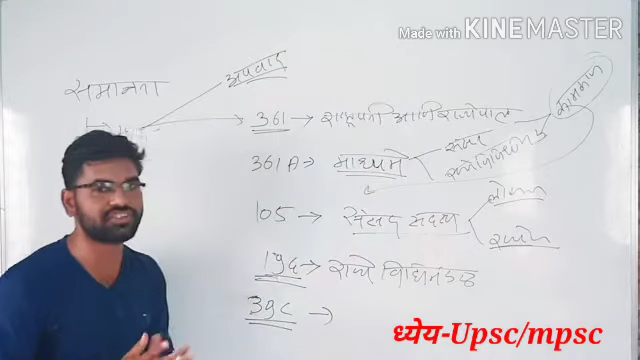 Made with KINEMASTER
समानता
अपवाद
361 → राष्ट्रपती आणि राज्यपाल
361 A → माध्यमे
संसद
राज्य विधिमंडळ
कामकाज
105 → संसद सदस्य
लोकसभा
राज्यसभा
194 → राज्य विधिमंडळ
39C →
ध्येय-Upsc/mpsc